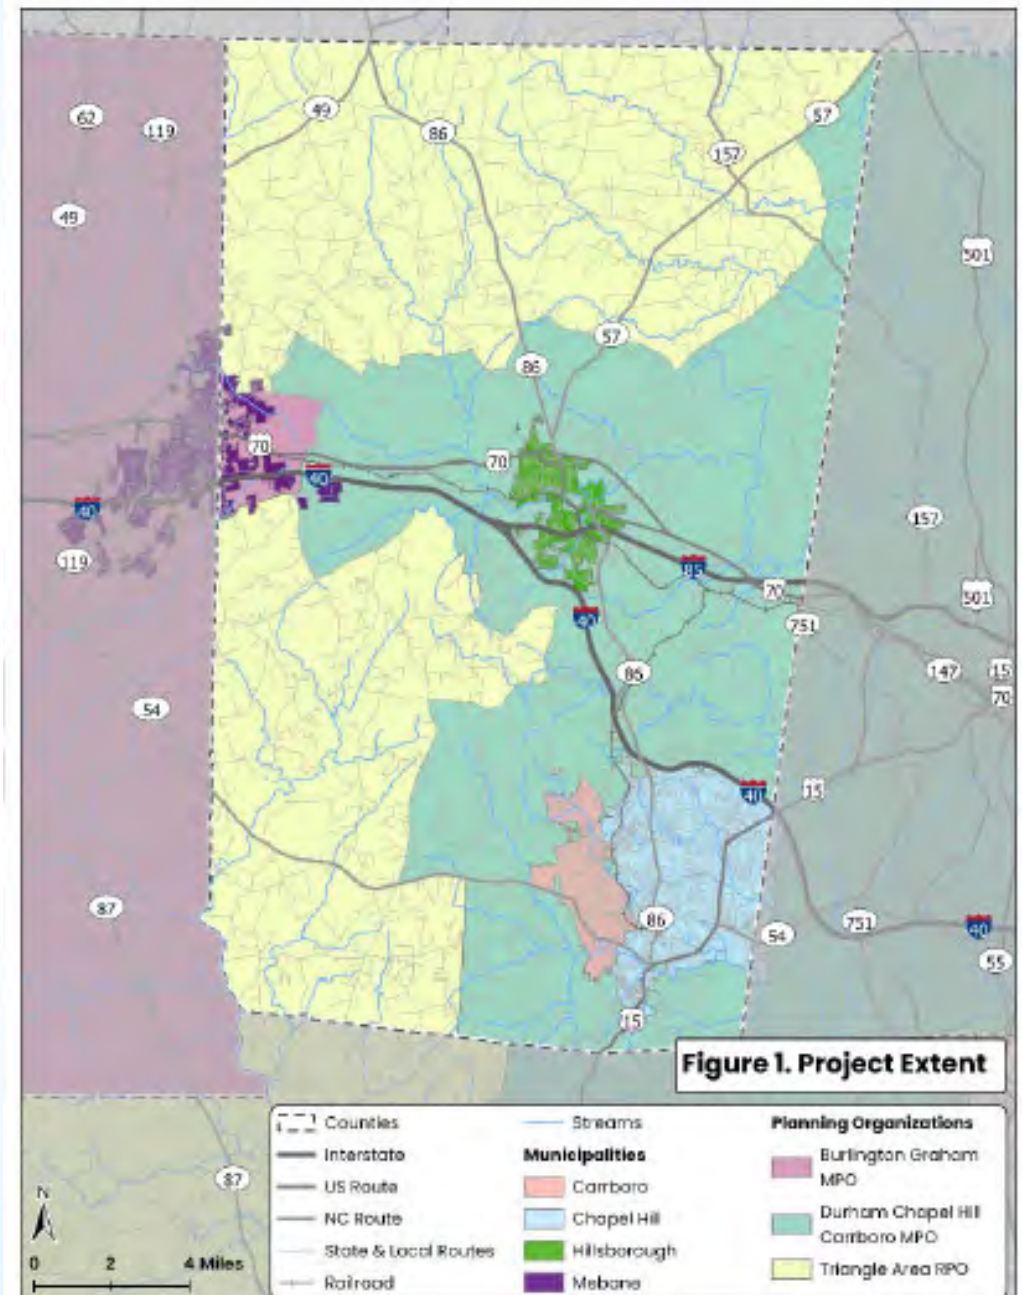 62
119
49
86
57
157
49
501
57
86
70
70
40
40
119
157
85
70
501
40
751
86
147
15
70
54
40
15
87
86
54
751
40
55
15
Figure 1. Project Extent
87
N
0 2 4 Miles
Counties
Interstate
US Route
NC Route
State & Local Routes
Railroad
Streams
Municipalities
Carrboro
Chapel Hill
Hillsborough
Mebane
Planning Organizations
Burlington Graham
MPO
Durham Chapel Hill
Carrboro MPO
Triangle Area RPO